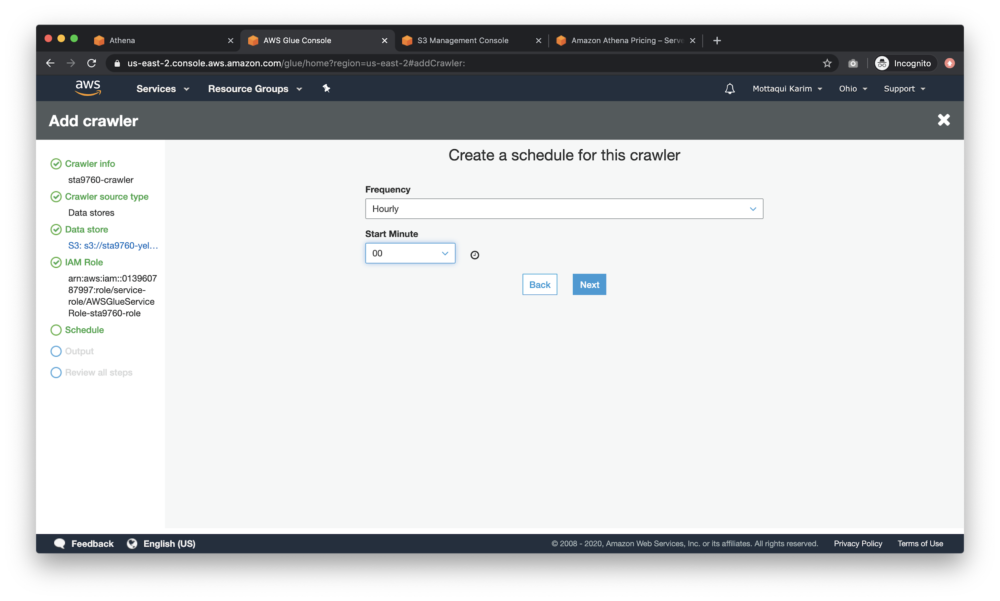 Athena
AWS Glue Console
S3 Management Console
Amazon Athena Pricing – Serve
us-east-2.console.aws.amazon.com/glue/home?region=us-east-2#addCrawler:
Incognito
aws
Services
Resource Groups
Mottaqui Karim
Ohio
Support
Add crawler
Crawler info
sta9760-crawler
Crawler source type
Data stores
Data store
S3: s3://sta9760-yel...
IAM Role
arn:aws:iam::0139607
87997:role/service-
role/AWSGlueService
Role-sta9760-role
Schedule
Output
Review all steps
Create a schedule for this crawler
Frequency
Hourly
Start Minute
00
Back
Next
Feedback
English (US)
© 2008 - 2020, Amazon Web Services, Inc. or its affiliates. All rights reserved.
Privacy Policy
Terms of Use